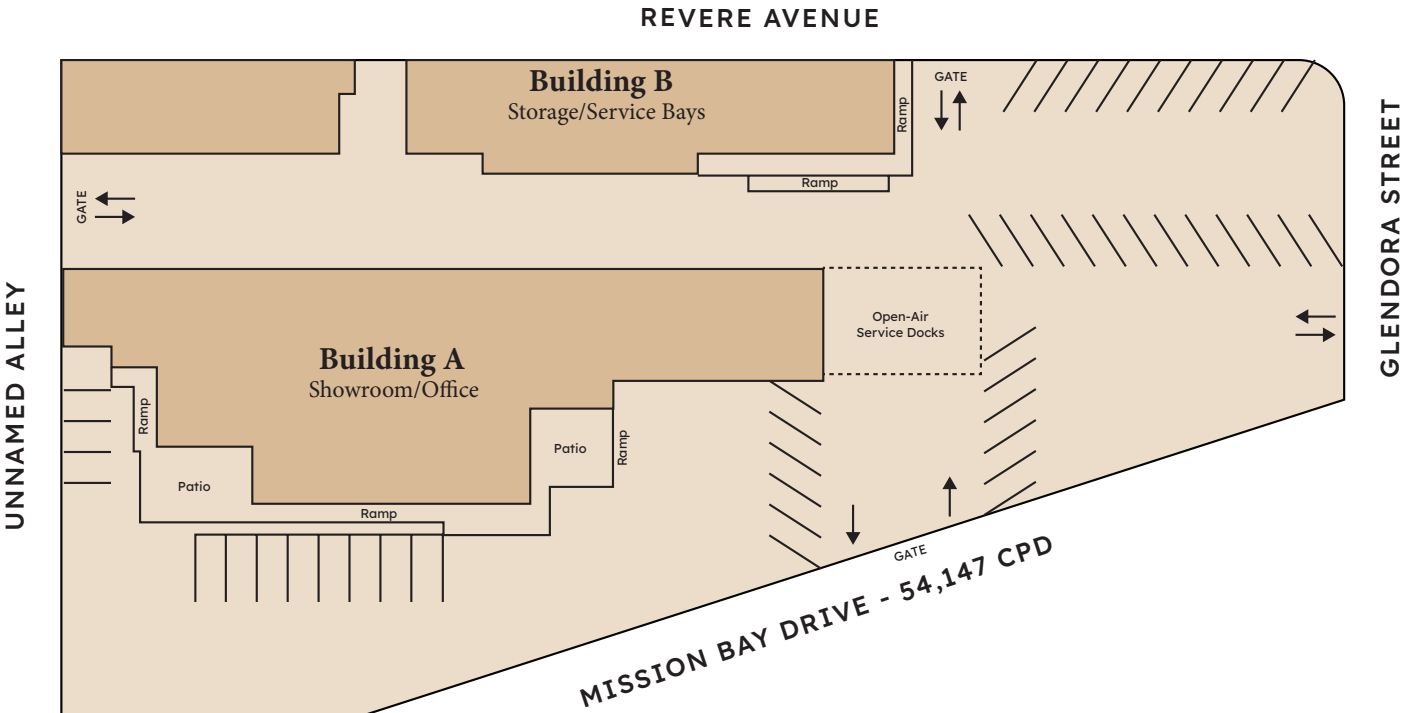 REVERE AVENUE
Building B
Storage/Service Bays
Ramp
GATE
Ramp
GATE
GLENDORA STREET
Open-Air
Service Docks
Building A
Showroom/Office
UNNAMED ALLEY
Ramp
Patio
Ramp
Patio
Ramp
GATE
MISSION BAY DRIVE - 54,147 CPD